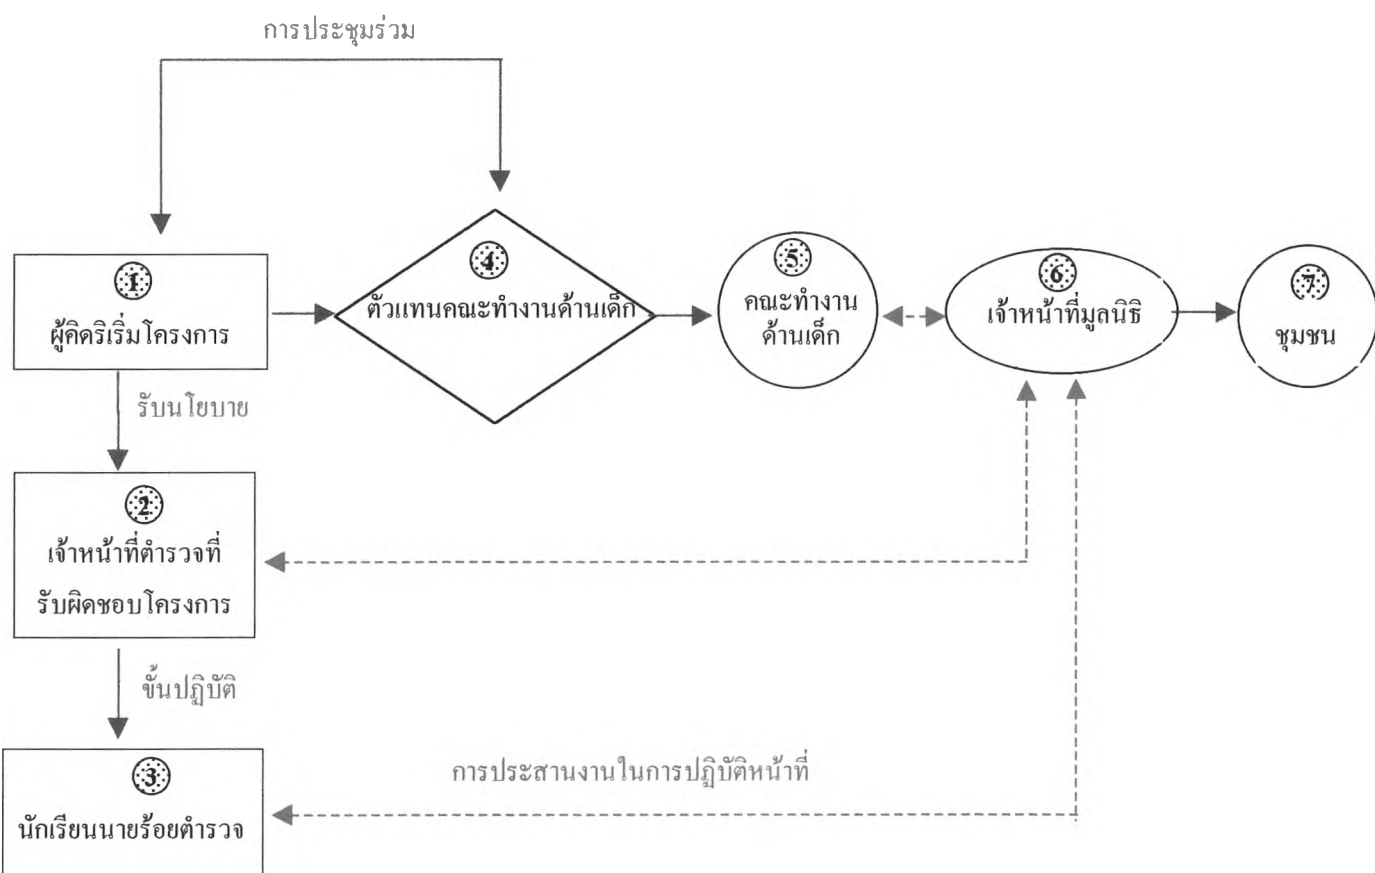 การประชุมร่วม
1
ผู้คิดริเริ่มโครงการ
4
ตัวแทนคณะทำงานด้านเด็ก
5
คณะทำงาน
ด้านเด็ก
6
เจ้าหน้าที่มูลนิธิ
7
ชุมชน
รับนโยบาย
2
เจ้าหน้าที่ตำรวจที่
รับผิดชอบโครงการ
ขั้นปฏิบัติ
3
นักเรียนนายร้อยตำรวจ
การประสานงานในการปฏิบัติหน้าที่